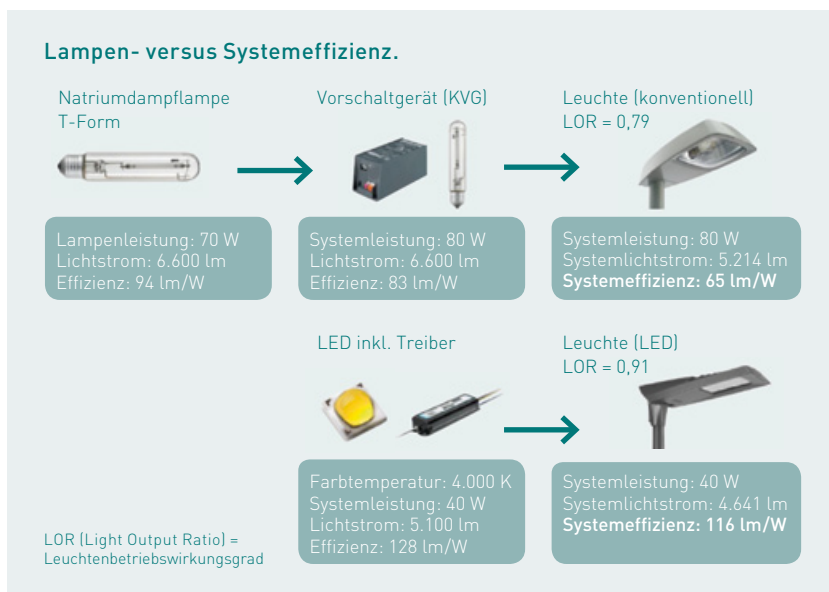 Lampen- versus Systemeffizienz.
Natriumdampflampe
T-Form
Vorschaltgerät (KVG)
Leuchte (konventionell)
LOR = 0,79
Lampenleistung: 70 W
Lichtstrom: 6.600 lm
Effizienz: 94 lm/W
Systemleistung: 80 W
Lichtstrom: 6.600 lm
Effizienz: 83 lm/W
Systemleistung: 80 W
Systemlichtstrom: 5.214 lm
Systemeffizienz: 65 lm/W
LED inkl. Treiber
Leuchte (LED)
LOR = 0,91
Farbtemperatur: 4.000 K
Systemleistung: 40 W
Lichtstrom: 5.100 lm
Effizienz: 128 lm/W
Systemleistung: 40 W
Systemlichtstrom: 4.641 lm
Systemeffizienz: 116 lm/W
LOR (Light Output Ratio) =
Leuchtenbetriebswirkungsgrad